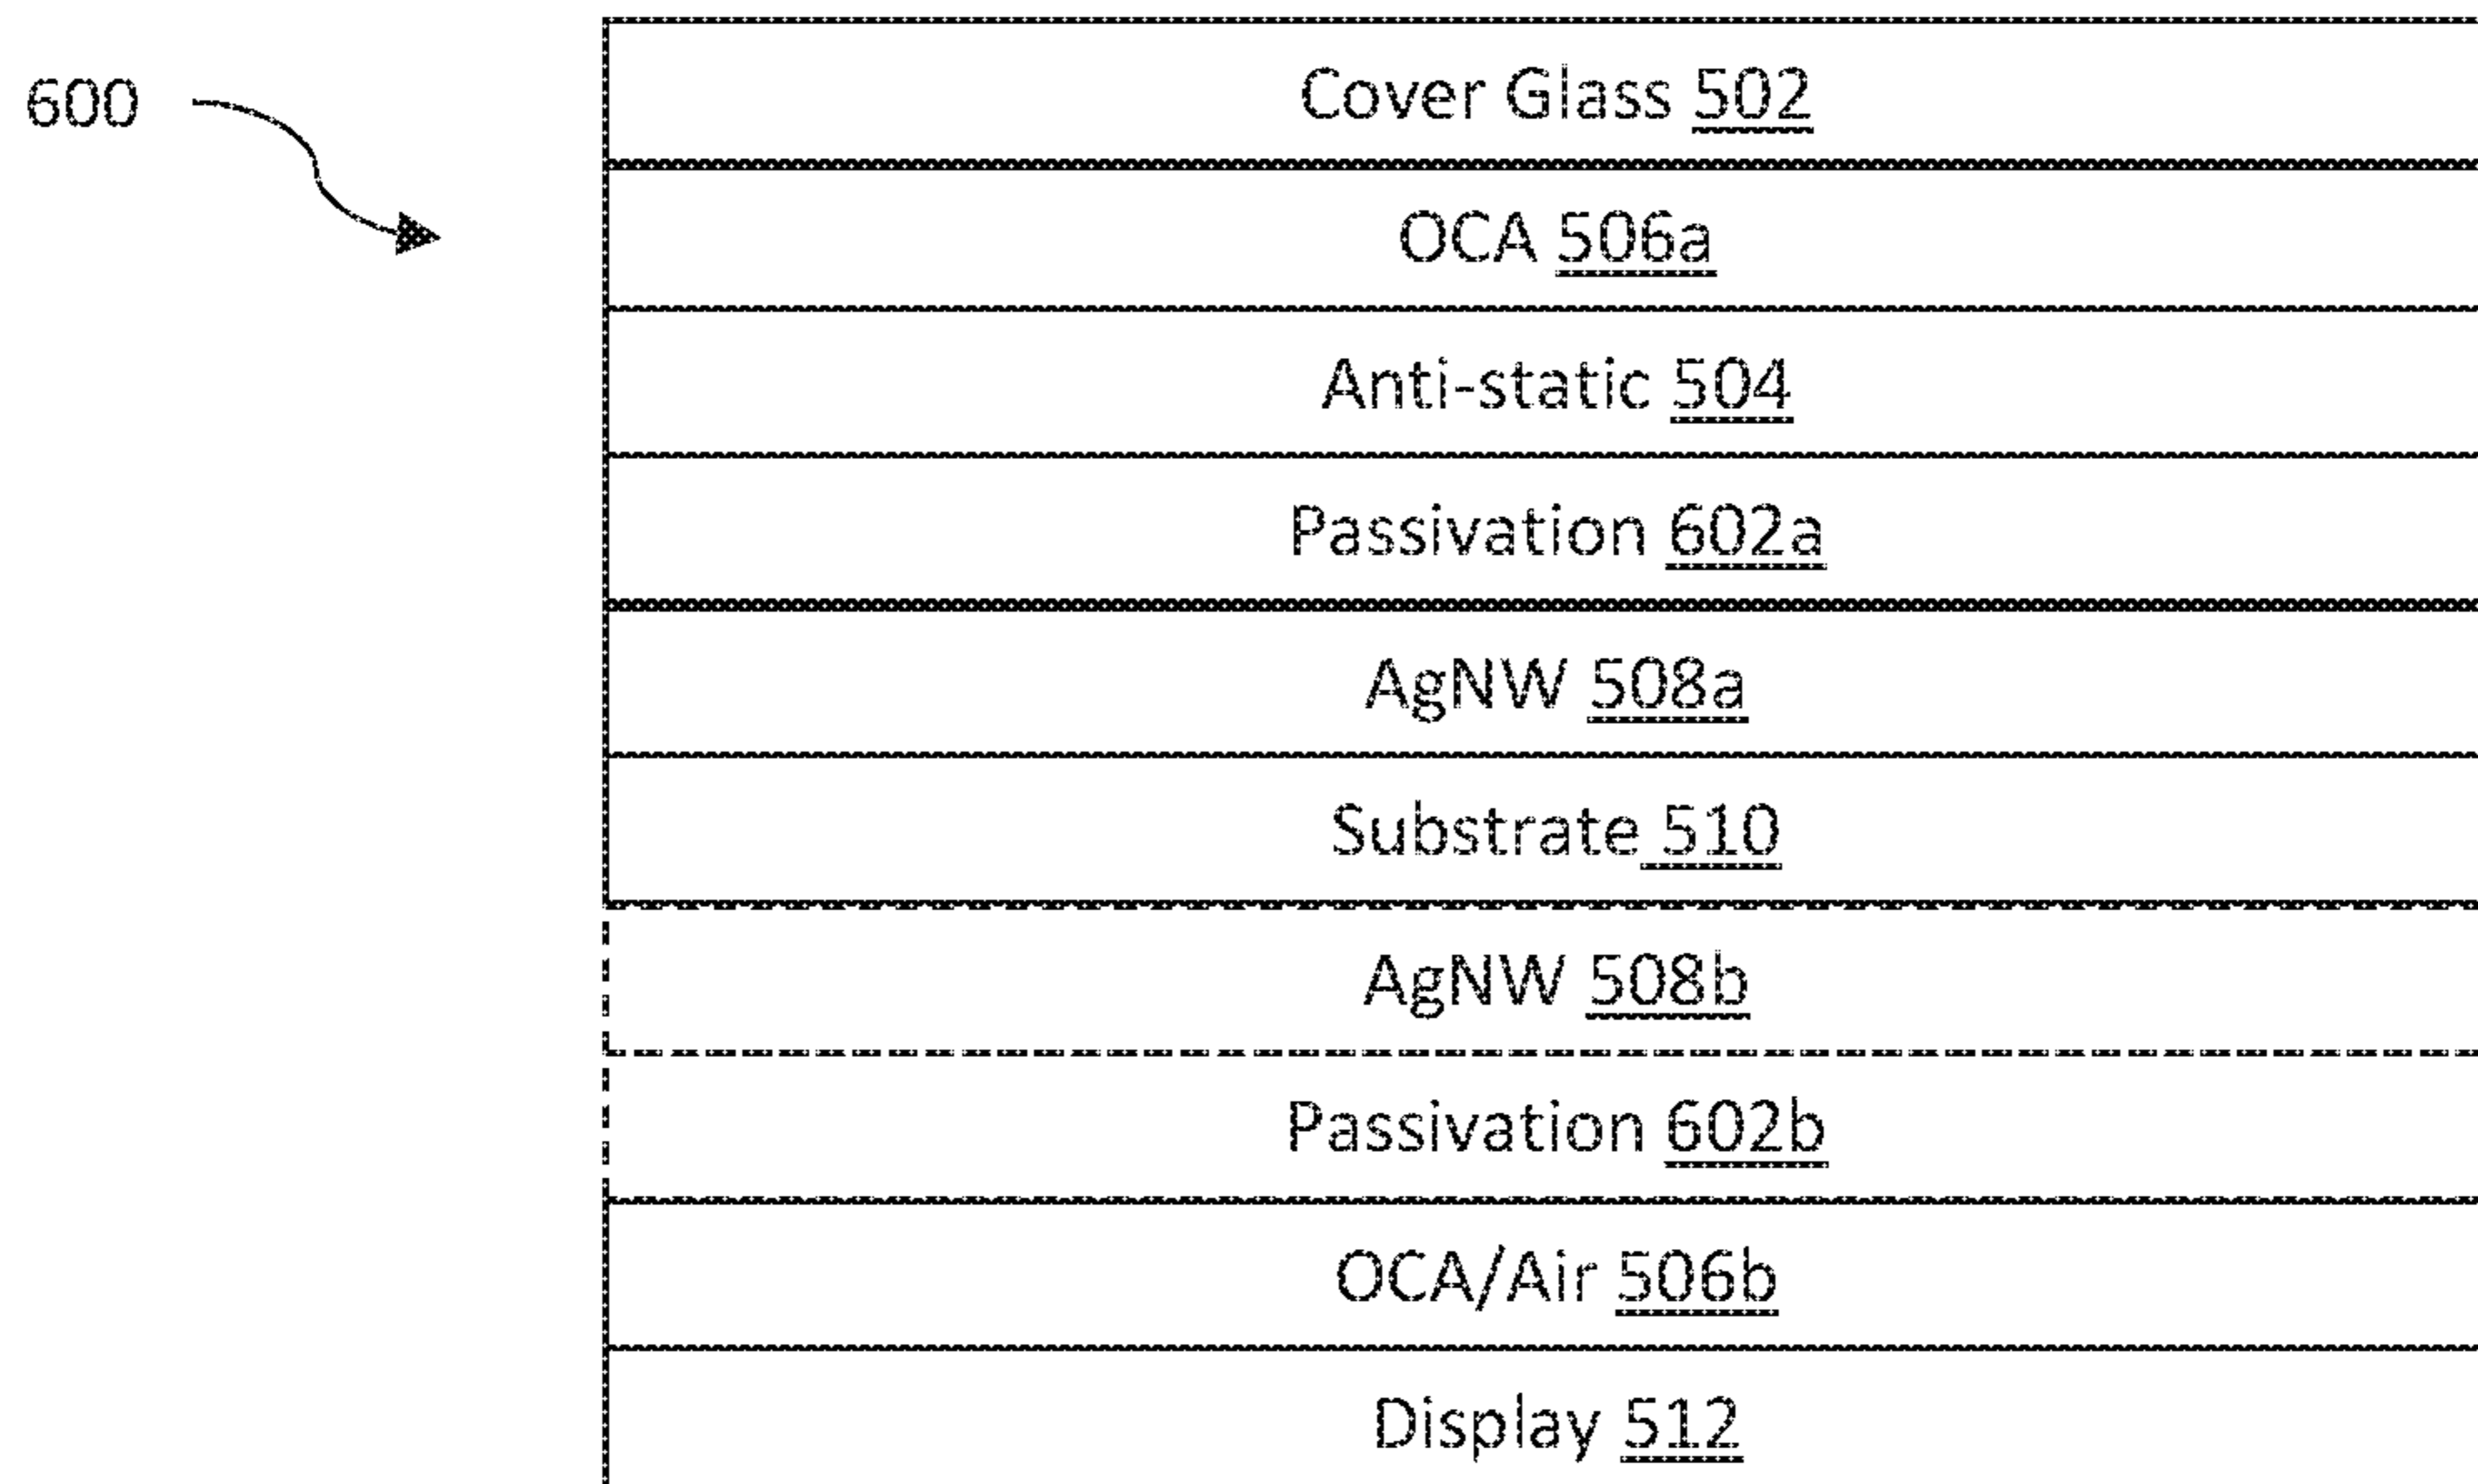 600
Cover Glass 502
OCA 506a
Anti-static 504
Passivation 602a
AgNW 508a
Substrate 510
AgNW 508b
Passivation 602b
OCA/Air 506b
Display 512